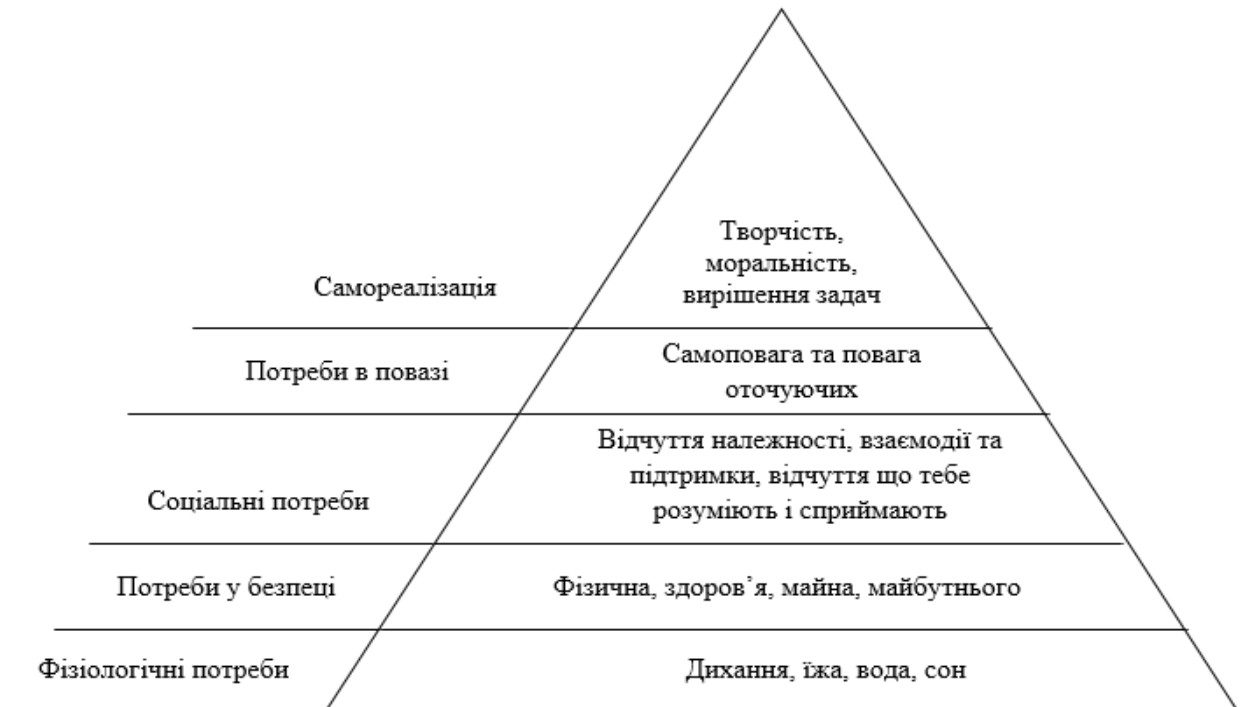 Творчість,
моральність,
вирішення задач
Самореалізація
Самоповага та повага
оточуючих
Потреби в повазі
Відчуття належності, взаємодії та
підтримки, відчуття що тебе
розуміють і сприймають
Соціальні потреби
Потреби у безпеці
Фізична, здоров’я, майна, майбутнього
Фізіологічні потреби
Дихання, їжа, вода, сон